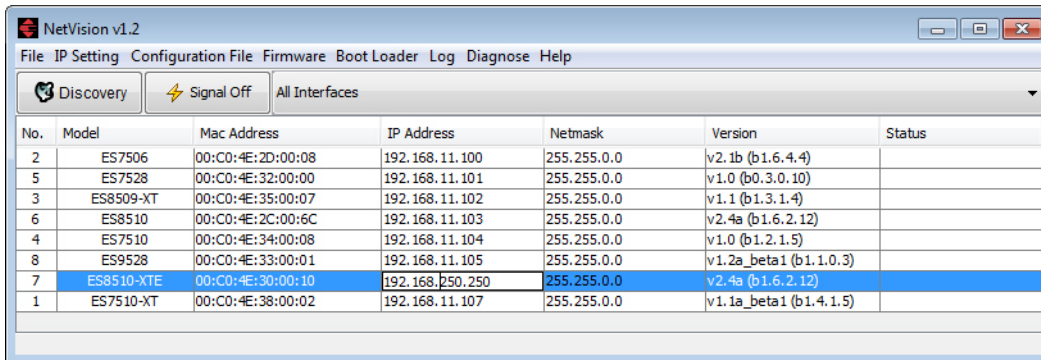 NetVision v1.2
File IP Setting Configuration File Firmware Boot Loader Log Diagnose Help
Discovery Signal Off All Interfaces
No. Model Mac Address IP Address Netmask Version Status
2 ES7506 00:C0:4E:2D:00:08 192.168.11.100 255.255.0.0 v2.1b (b1.6.4.4)
5 ES7528 00:C0:4E:32:00:00 192.168.11.101 255.255.0.0 v1.0 (b0.3.0.10)
3 ES8509-XT 00:C0:4E:35:00:07 192.168.11.102 255.255.0.0 v1.1 (b1.3.1.4)
6 ES8510 00:C0:4E:2C:00:6C 192.168.11.103 255.255.0.0 v2.4a (b1.6.2.12)
4 ES7510 00:C0:4E:34:00:08 192.168.11.104 255.255.0.0 v1.0 (b1.2.1.5)
8 ES9528 00:C0:4E:33:00:01 192.168.11.105 255.255.0.0 v1.2a_beta1 (b1.1.0.3)
7 ES8510-XTE 00:C0:4E:30:00:10 192.168.250.250 255.255.0.0 v2.4a (b1.6.2.12)
1 ES7510-XT 00:C0:4E:38:00:02 192.168.11.107 255.255.0.0 v1.1a_beta1 (b1.4.1.5)